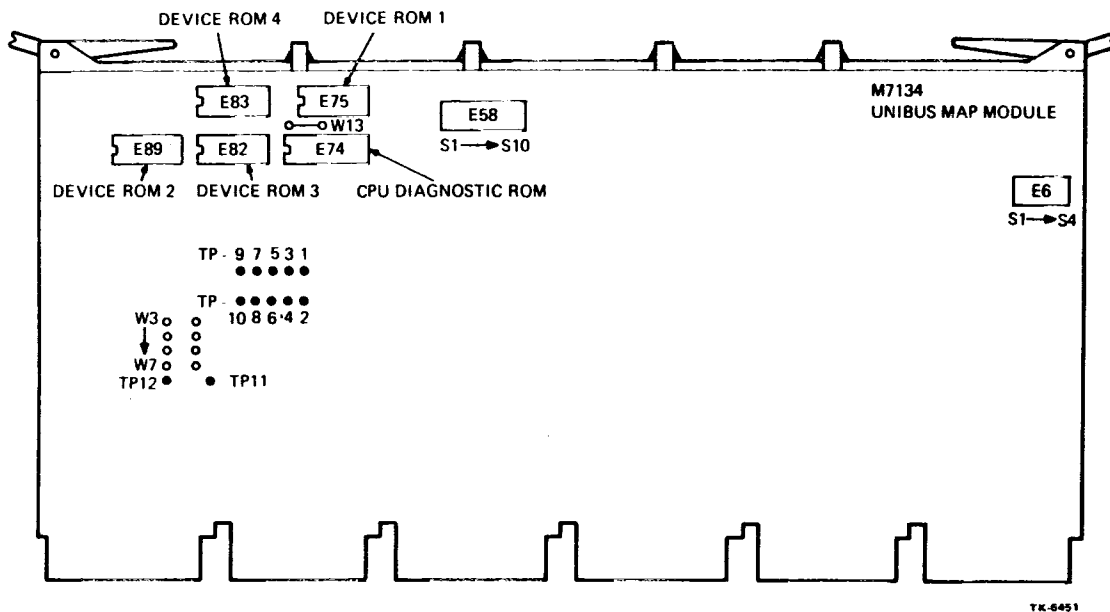 DEVICE ROM 4
DEVICE ROM 1
M7134
UNIBUS MAP MODULE
E83
E75
W13
E58
S1 S10
E89
E82
E74
DEVICE ROM 2
DEVICE ROM 3
CPU DIAGNOSTIC ROM
E6
S1 S4
TP - 9 7 5 3 1
TP -
10 8 6 4 2
W3
W7
TP12
TP11
TK-6451